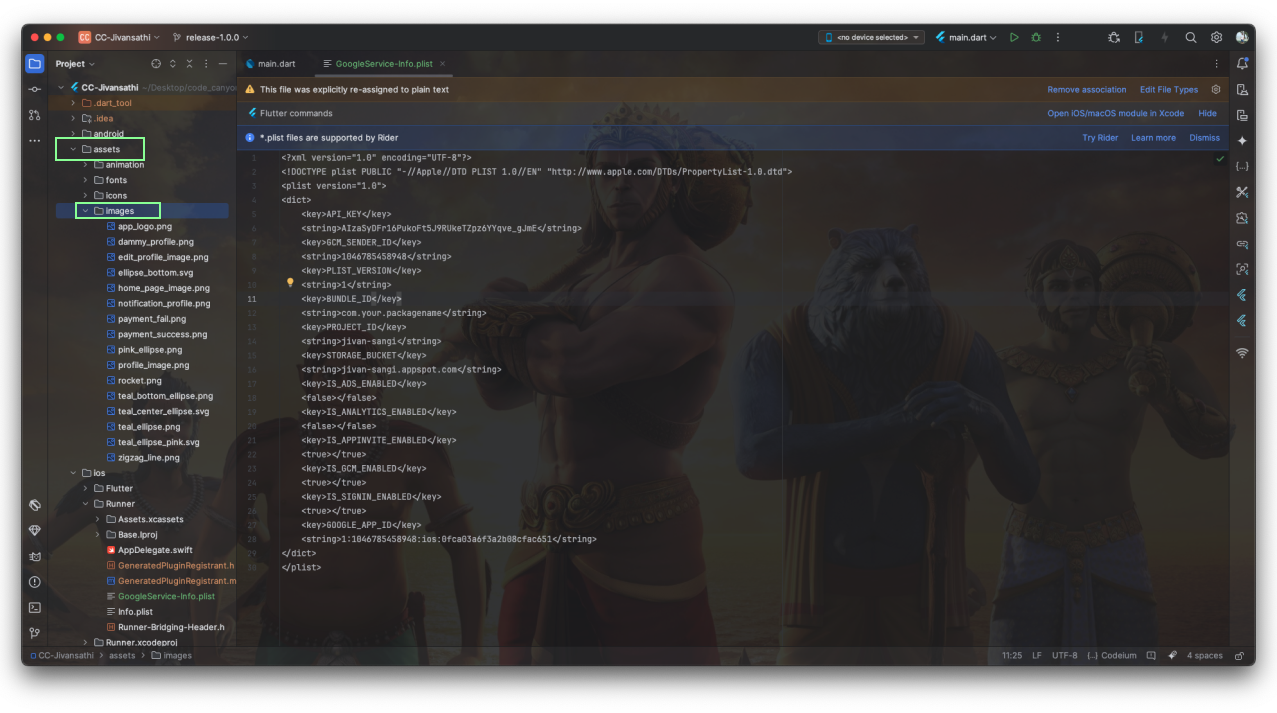 CC CC-Jivansathi release-1.0.0 <no device selected> main.dart
Project
main.dart GoogleService-Info.plist
CC-Jivansathi ~/Desktop/code_canyo
.dart_tool
.idea
android
assets
animation
fonts
icons
images
app_logo.png
dammy_profile.png
edit_profile_image.png
ellipse_bottom.svg
home_page_image.png
notification_profile.png
payment_fail.png
payment_success.png
pink_ellipse.png
profile_image.png
rocket.png
teal_bottom_ellipse.png
teal_center_ellipse.svg
teal_ellipse.png
teal_ellipse_pink.svg
zigzag_line.png
ios
Flutter
Runner
Assets.xcassets
Base.lproj
AppDelegate.swift
GeneratedPluginRegistrant.h
GeneratedPluginRegistrant.m
GoogleService-Info.plist
Info.plist
Runner-Bridging-Header.h
Runner.xcodeproj
This file was explicitly re-assigned to plain text Remove association Edit File Types
Flutter commands Open iOS/macOS module in Xcode Hide
*.plist files are supported by Rider Try Rider Learn more Dismiss
1 <?xml version="1.0" encoding="UTF-8"?>
2 <!DOCTYPE plist PUBLIC "-//Apple//DTD PLIST 1.0//EN" "http://www.apple.com/DTDs/PropertyList-1.0.dtd">
3 <plist version="1.0">
4 <dict>
5 <key>API_KEY</key>
6 <string>AIzaSyDFr16PukoFt5J9RUkeTZpz6YYqve_gJmE</string>
7 <key>GCM_SENDER_ID</key>
8 <string>1046785458948</string>
9 <key>PLIST_VERSION</key>
10 <string>1</string>
11 <key>BUNDLE_ID</key>
12 <string>com.your.packagename</string>
13 <key>PROJECT_ID</key>
14 <string>jivan-sangi</string>
15 <key>STORAGE_BUCKET</key>
16 <string>jivan-sangi.appspot.com</string>
17 <key>IS_ADS_ENABLED</key>
18 <false></false>
19 <key>IS_ANALYTICS_ENABLED</key>
20 <false></false>
21 <key>IS_APPINVITE_ENABLED</key>
22 <true></true>
23 <key>IS_GCM_ENABLED</key>
24 <true></true>
25 <key>IS_SIGNIN_ENABLED</key>
26 <true></true>
27 <key>GOOGLE_APP_ID</key>
28 <string>1:1046785458948:ios:0fca03a6f3a2b08cfac651</string>
29 </dict>
30 </plist>
CC-Jivansathi > assets > images 11:25 LF UTF-8 {..} Codeium 4 spaces